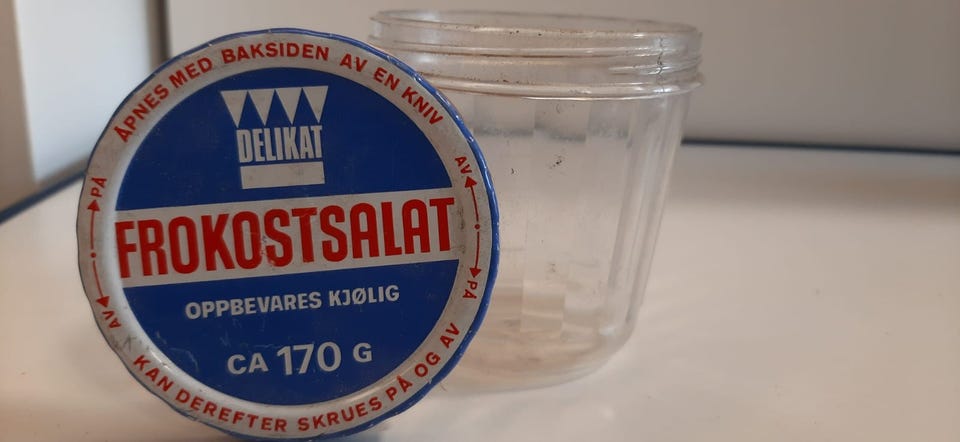 ÅPNES MED BAKSIDEN AV EN KNIV
DELIKAT
FROKOSTSALAT
OPPBEVARES KJØLIG
CA 170 G
KAN DEREFTER SKRUES PÅ OG AV
PÅ
AV
AV
PÅ